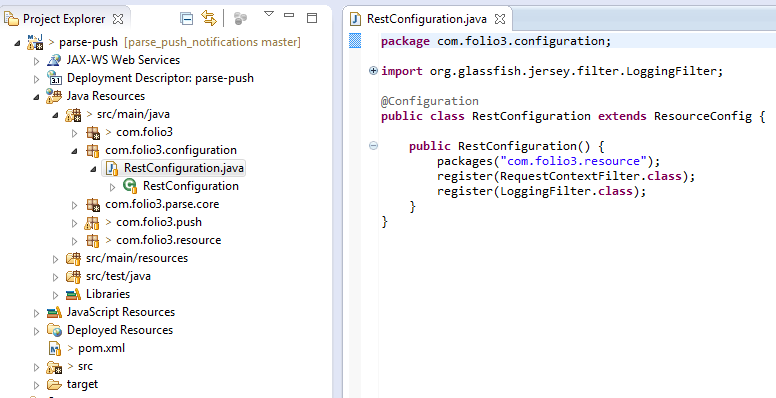 Project Explorer
> parse-push [parse_push_notifications master]
JAX-WS Web Services
Deployment Descriptor: parse-push
Java Resources
> src/main/java
> com.folio3
com.folio3.configuration
RestConfiguration.java
RestConfiguration
com.folio3.parse.core
> com.folio3.push
> com.folio3.resource
src/main/resources
src/test/java
Libraries
JavaScript Resources
Deployed Resources
> pom.xml
> src
target
RestConfiguration.java
package com.folio3.configuration;
import org.glassfish.jersey.filter.LoggingFilter;
@Configuration
public class RestConfiguration extends ResourceConfig {
public RestConfiguration() {
packages("com.folio3.resource");
register(RequestContextFilter.class);
register(LoggingFilter.class);
}
}